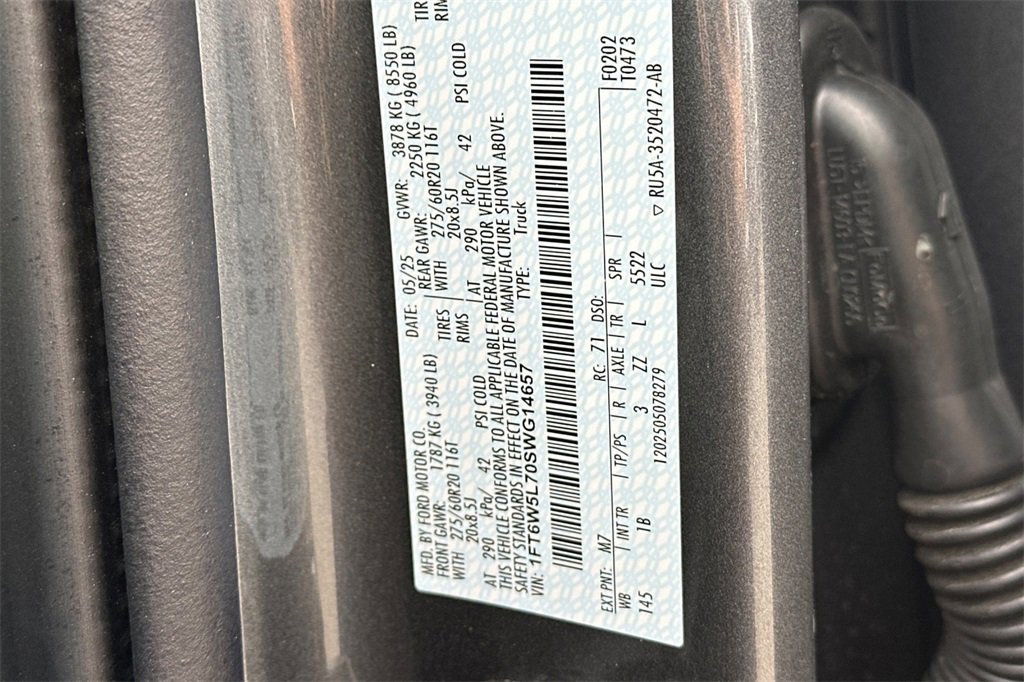 MFD. BY FORD MOTOR CO. DATE: 05/25 GVWR: 3878 KG ( 8550 LB)
FRONT GAWR: 1787 KG ( 3940 LB) REAR GAWR: 2250 KG ( 4960 LB)
WITH 275/60R20 116T TIRES WITH 275/60R20 116T TIR
20x8.5J RIMS 20x8.5J RIM
AT 290 kPa/ 42 PSI COLD AT 290 kPa/ 42 PSI COLD
THIS VEHICLE CONFORMS TO ALL APPLICABLE FEDERAL MOTOR VEHICLE
SAFETY STANDARDS IN EFFECT ON THE DATE OF MANUFACTURE SHOWN ABOVE.
VIN: 1FT6W5L70SWG14657 TYPE: Truck
F0202
EXT PNT: M7 RC: 71 DSO: T0473
WB INT TR TP/PS R AXLE TR SPR
145 1B 3 ZZ L 5522
1202505078279 ULC ▽ RU5A-3520472-AB